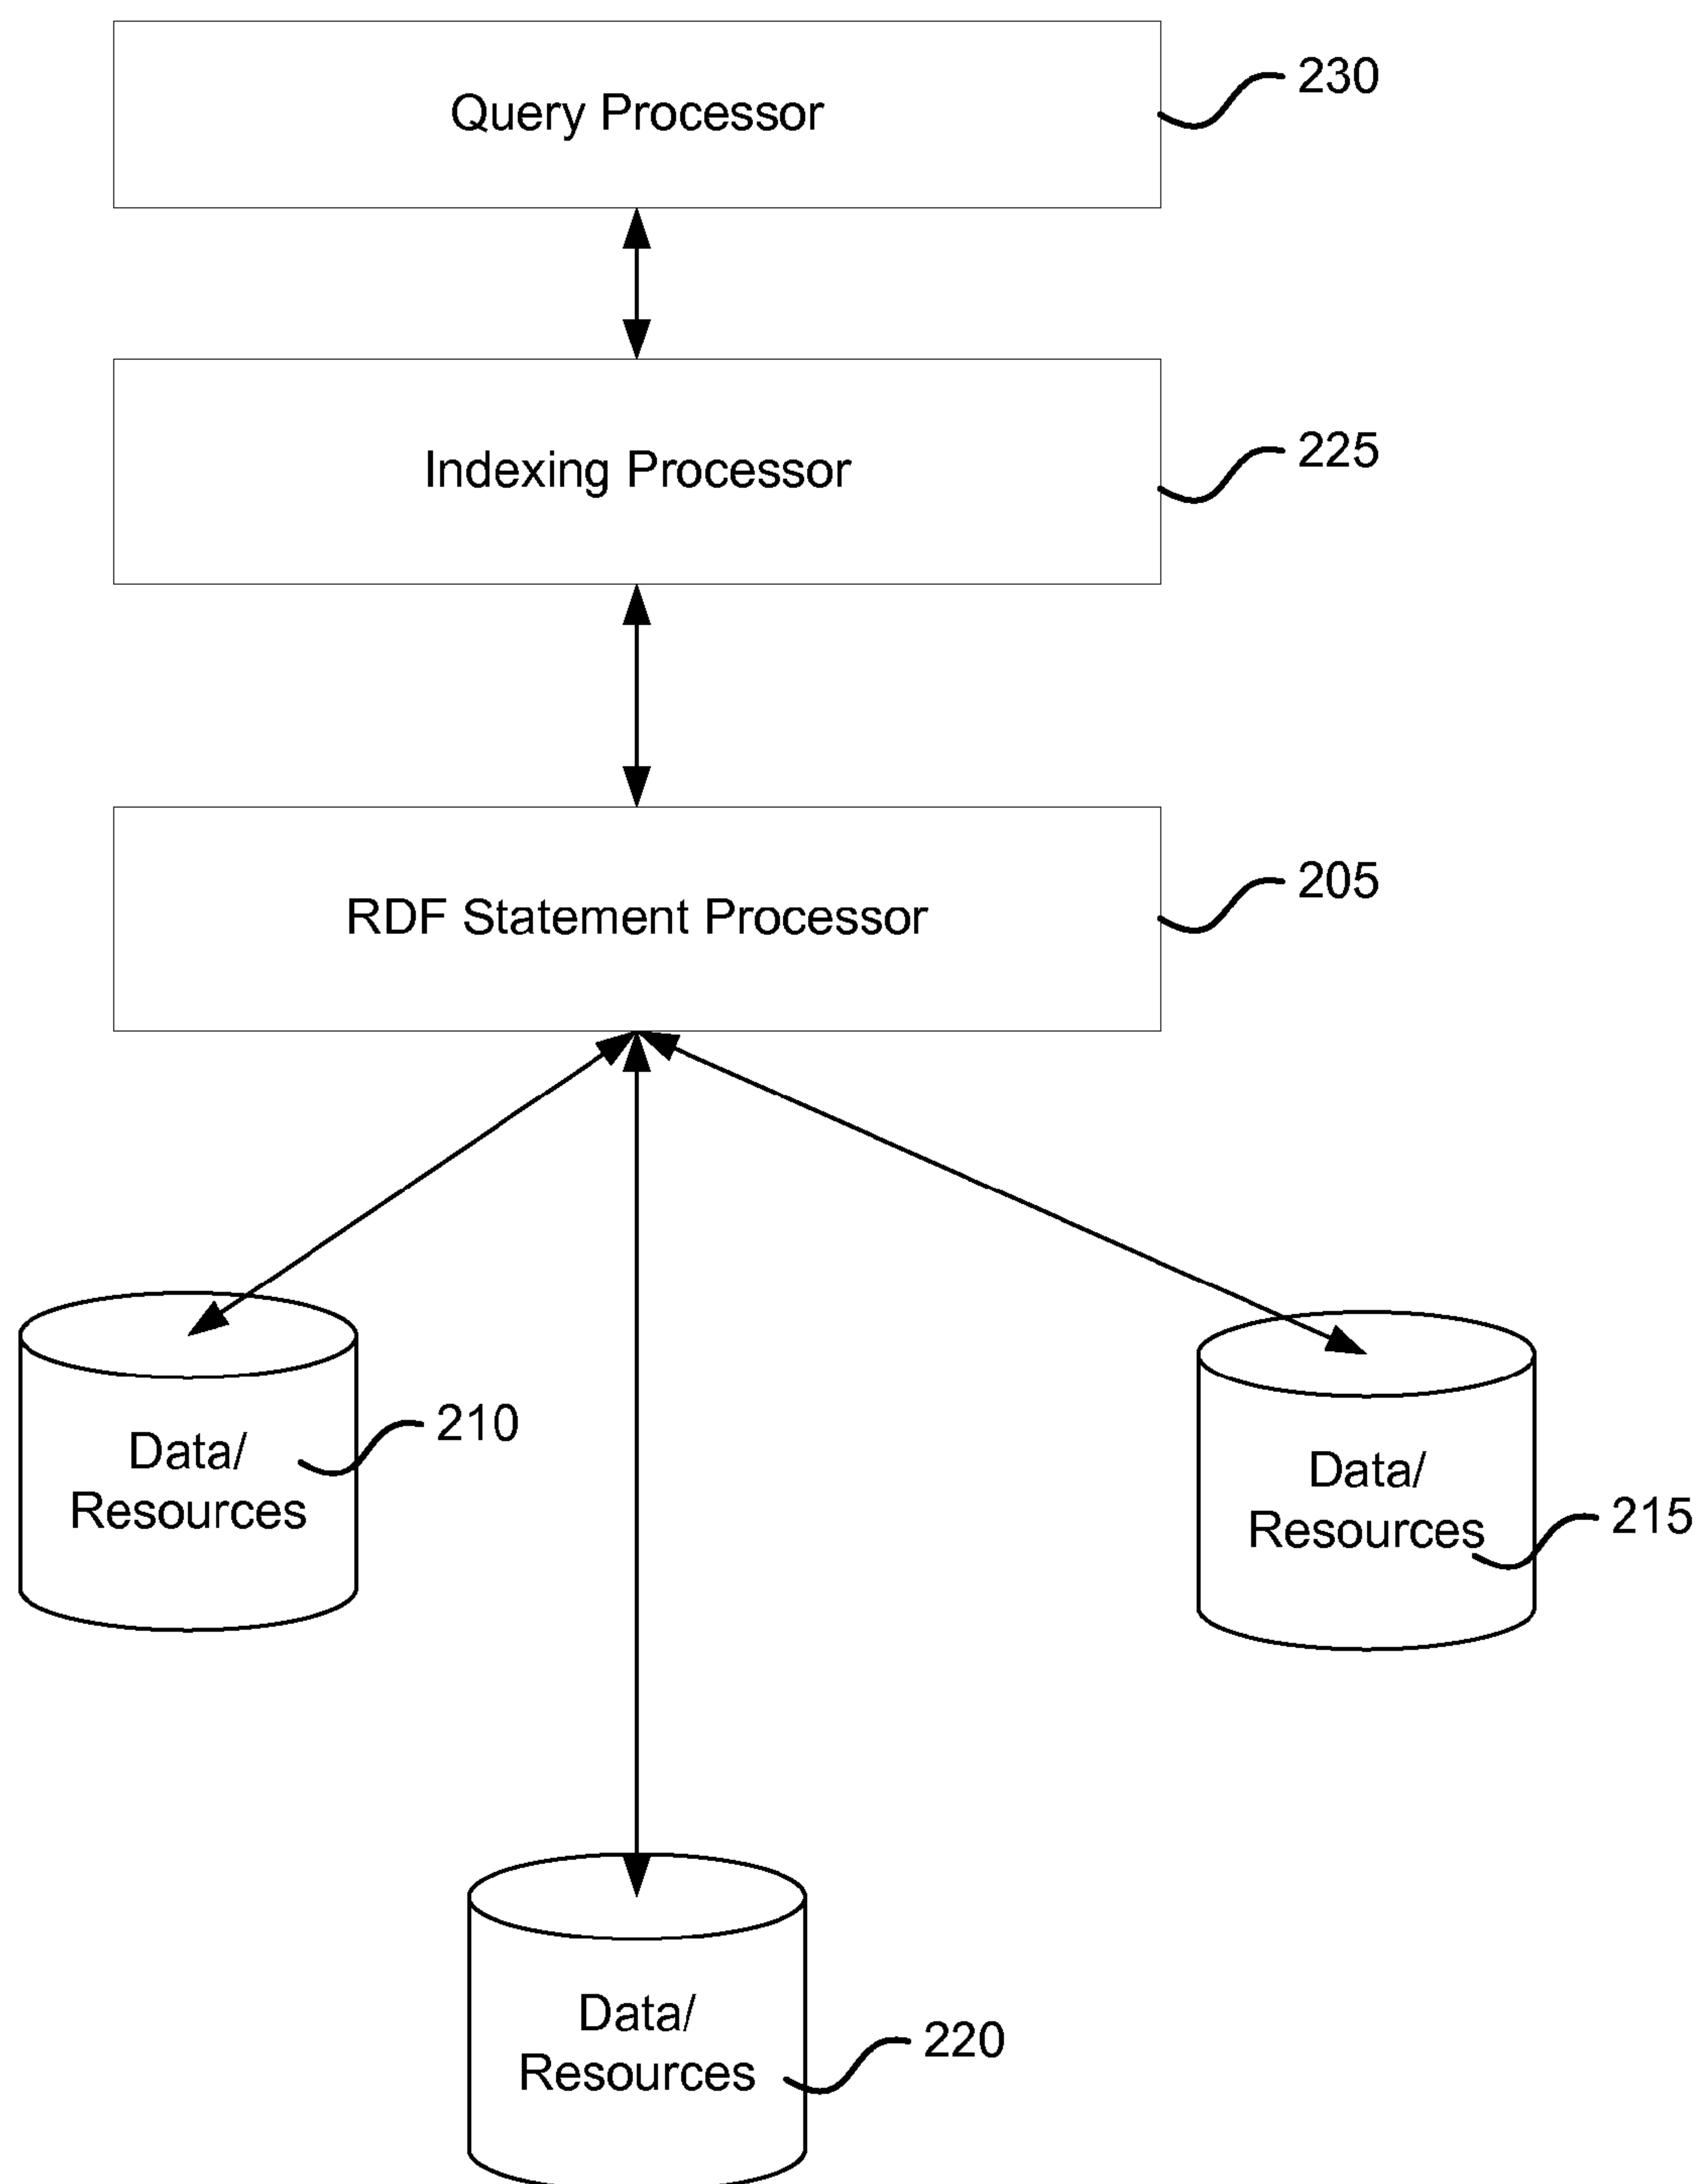 Query Processor
230
Indexing Processor
225
RDF Statement Processor
205
Data/
Resources
210
Data/
Resources
215
Data/
Resources
220